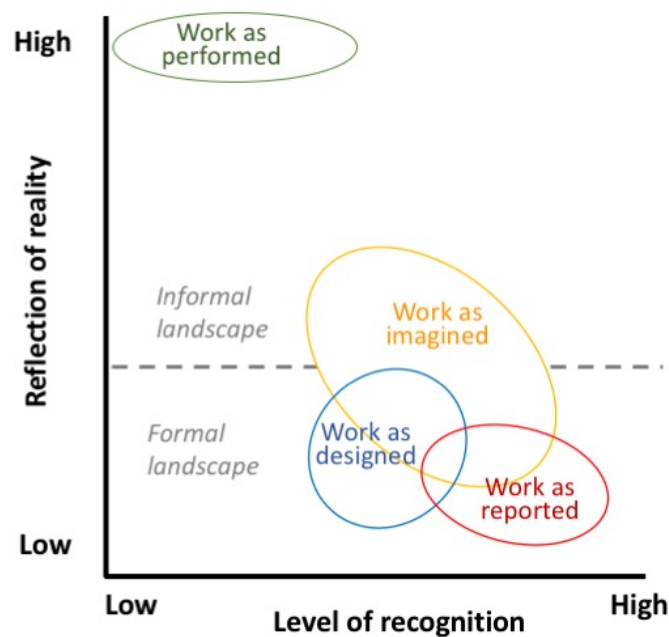 High
Work as
performed
Reflection of reality
Informal
landscape
Work as
imagined
Formal
landscape
Work as
designed
Work as
reported
Low
Low
High
Level of recognition